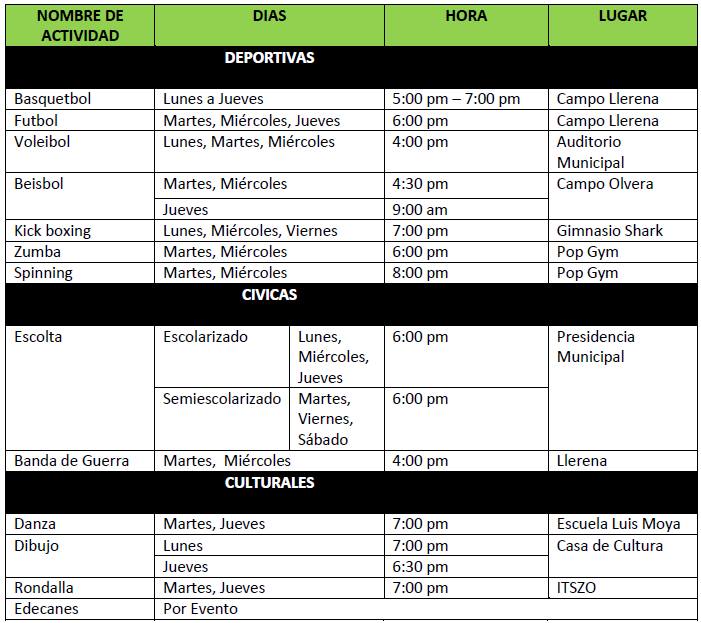 NOMBRE DE ACTIVIDAD DIAS HORA LUGAR
DEPORTIVAS
Basquetbol Lunes a Jueves 5:00 pm – 7:00 pm Campo Llerena
Futbol Martes, Miércoles, Jueves 6:00 pm Campo Llerena
Voleibol Lunes, Martes, Miércoles 4:00 pm Auditorio Municipal
Beisbol Martes, Miércoles 4:30 pm Campo Olvera
Jueves 9:00 am
Kick boxing Lunes, Miércoles, Viernes 7:00 pm Gimnasio Shark
Zumba Martes, Miércoles 6:00 pm Pop Gym
Spinning Martes, Miércoles 8:00 pm Pop Gym
CIVICAS
Escolta Escolarizado Lunes, Miércoles, Jueves 6:00 pm Presidencia Municipal
Semiescolarizado Martes, Viernes, Sábado 6:00 pm
Banda de Guerra Martes, Miércoles 4:00 pm Llerena
CULTURALES
Danza Martes, Jueves 7:00 pm Escuela Luis Moya
Dibujo Lunes 7:00 pm Casa de Cultura
Jueves 6:30 pm
Rondalla Martes, Jueves 7:00 pm ITSZO
Edecanes Por Evento